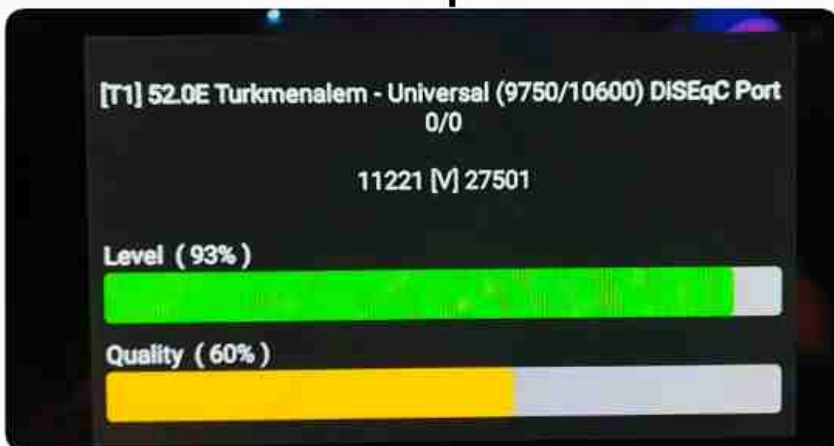 [T1] 52.0E Turkmenalem - Universal (9750/10600) DiSEqC Port
0/0
11221 [V] 27501
Level ( 93% )
Quality ( 60% )